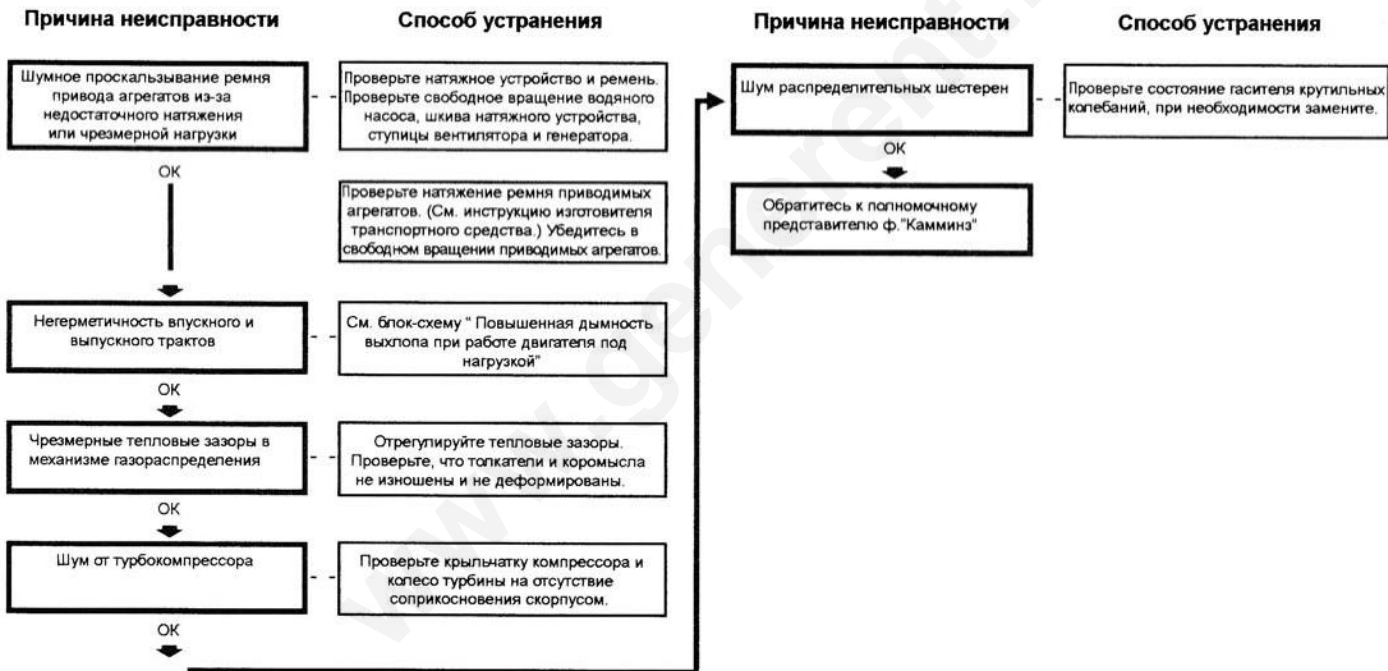 Причина неисправности
Способ устранения
Шумное проскальзывание ремня
привода агрегатов из-за
недостаточного натяжения
или чрезмерной нагрузки
Проверьте натяжное устройство и ремень.
Проверьте свободное вращение водяного
насоса, шкива натяжного устройства,
ступицы вентилятора и генератора.
ОК
Проверьте натяжение ремня приводимых
агрегатов. (См. инструкцию изготовителя
транспортного средства.) Убедитесь в
свободном вращении приводимых агрегатов.
Негерметичность впускного и
выпускного трактов
См. блок-схему " Повышенная дымность
выхлопа при работе двигателя под
нагрузкой"
ОК
Чрезмерные тепловые зазоры в
механизме газораспределения
Отрегулируйте тепловые зазоры.
Проверьте, что толкатели и коромысла
не изношены и не деформированы.
ОК
Шум от турбокомпрессора
Проверьте крыльчатку компрессора и
колесо турбины на отсутствие
соприкосновения скорпусом.
ОК
Причина неисправности
Способ устранения
Шум распределительных шестерен
Проверьте состояние гасителя крутильных
колебаний, при необходимости замените.
ОК
Обратитесь к полномочному
представителю ф."Камминз"